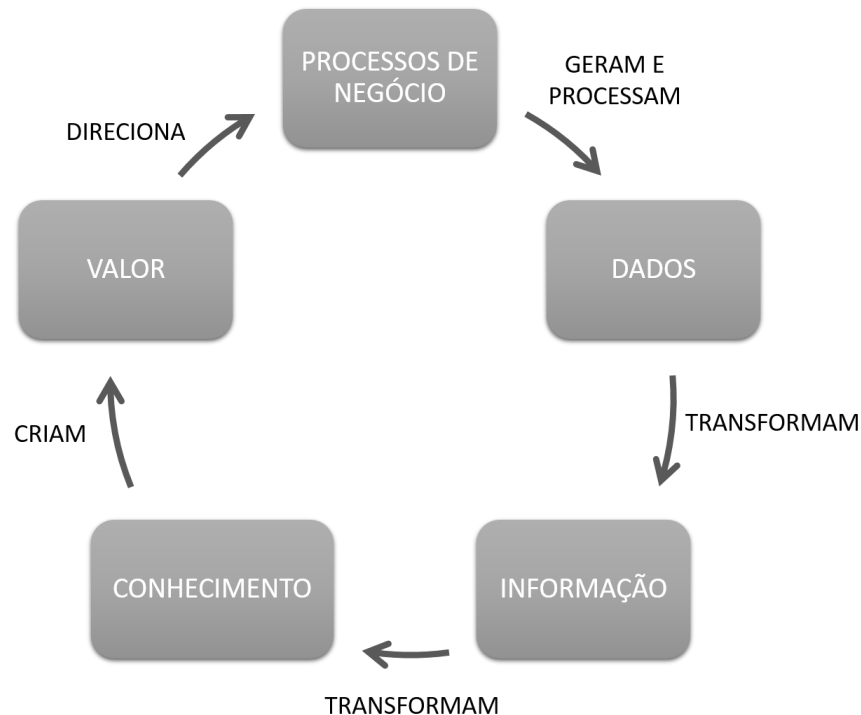 PROCESSOS DE
NEGÓCIO
GERAM E
PROCESSAM
DADOS
TRANSFORMAM
INFORMAÇÃO
TRANSFORMAM
CONHECIMENTO
CRIAM
VALOR
DIRECIONA